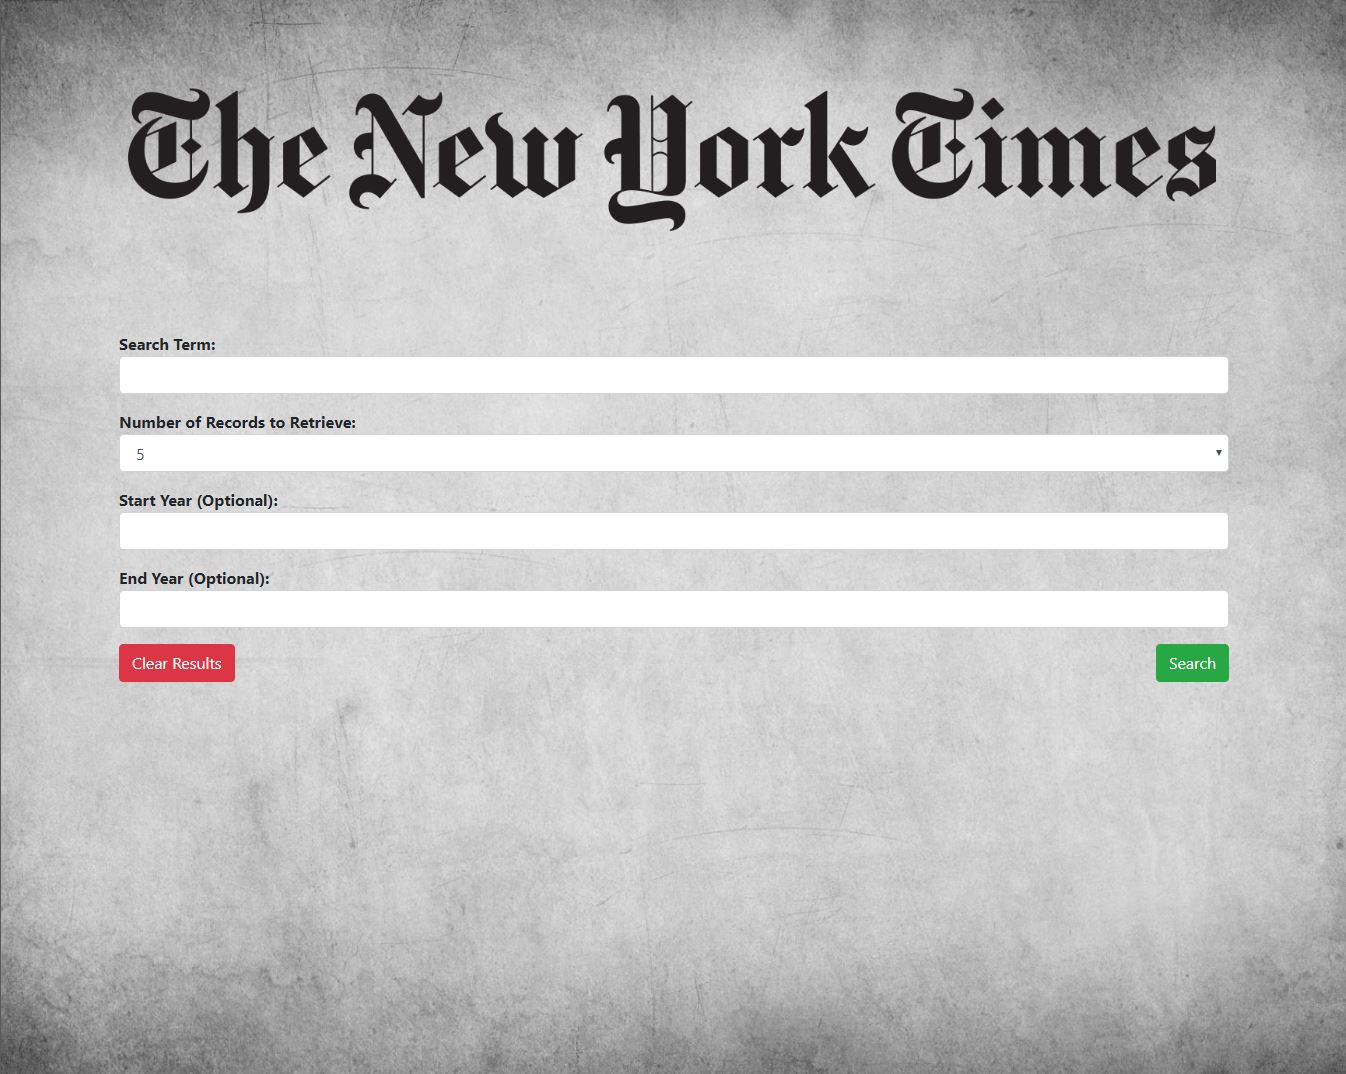 The New York Times
Search Term:
Number of Records to Retrieve:
5
Start Year (Optional):
End Year (Optional):
Clear Results
Search